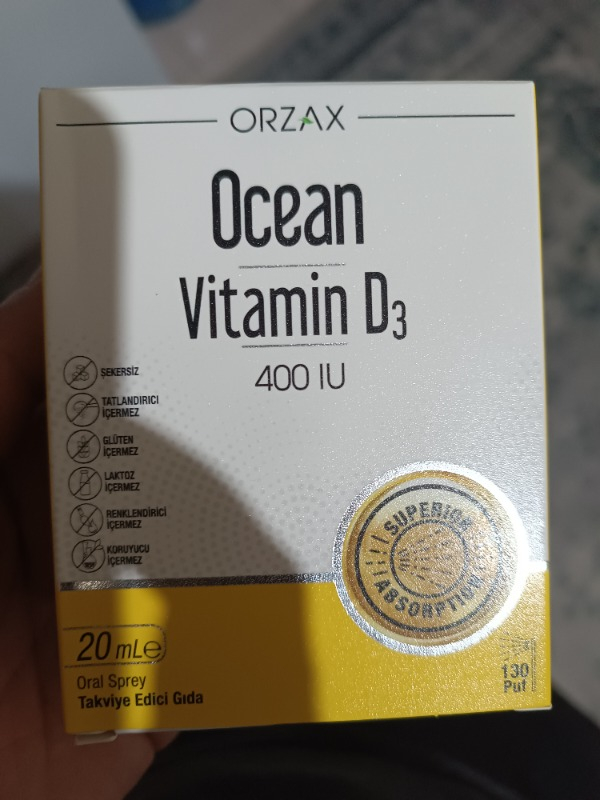 ORZAX
Ocean
Vitamin D3
400 IU
ŞEKERSİZ
TATLANDIRICI
İÇERMEZ
GLÜTEN
İÇERMEZ
LAKTOZ
İÇERMEZ
RENKLENDİRİCİ
İÇERMEZ
KORUYUCU
İÇERMEZ
SUPERIOR
ABSORPTION
20 mL℮
Oral Sprey
Takviye Edici Gıda
130
Puf